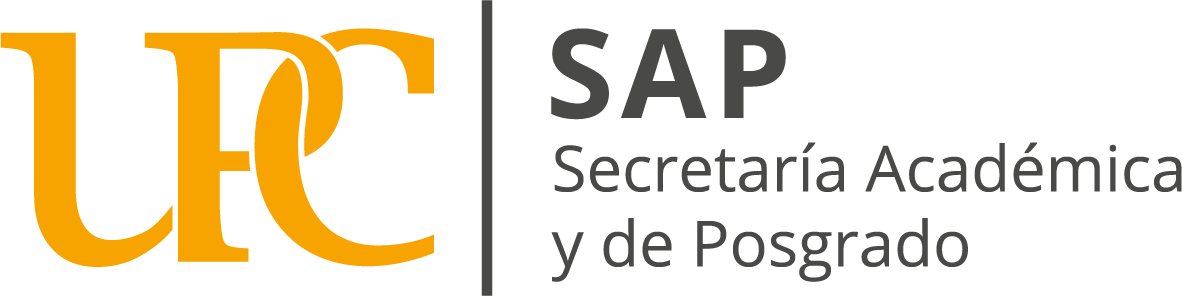 UPC
SAP
Secretaría Académica
y de Posgrado